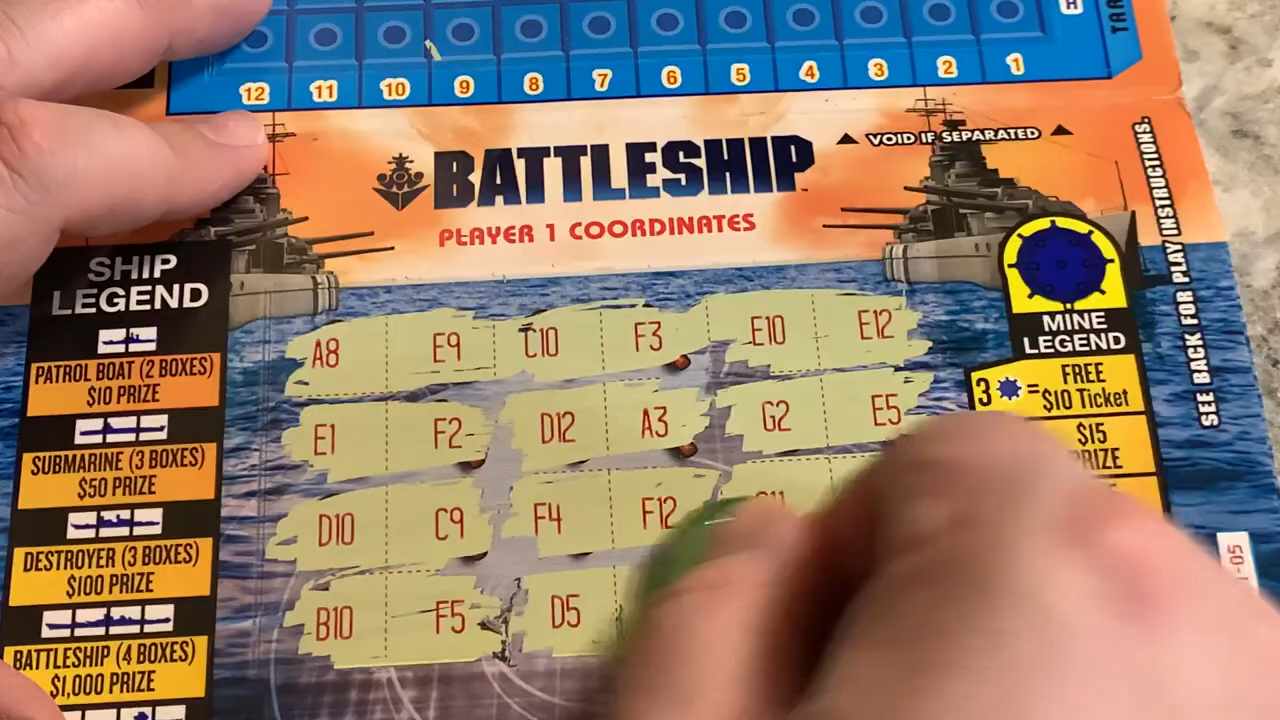 12 11 10 9 8 7 6 5 4 3 2 1
H
BATTLESHIP
VOID IF SEPARATED
PLAYER 1 COORDINATES
SEE BACK FOR PLAY INSTRUCTIONS.
SHIP
LEGEND
PATROL BOAT (2 BOXES)
$10 PRIZE
SUBMARINE (3 BOXES)
$50 PRIZE
DESTROYER (3 BOXES)
$100 PRIZE
BATTLESHIP (4 BOXES)
$1,000 PRIZE
A8 E9 C10 F3 E10 E12
E1 F2 D12 A3 G2 E5
D10 C9 F4 F12
B10 F5 D5
MINE
LEGEND
3 = FREE
$10 Ticket
$15